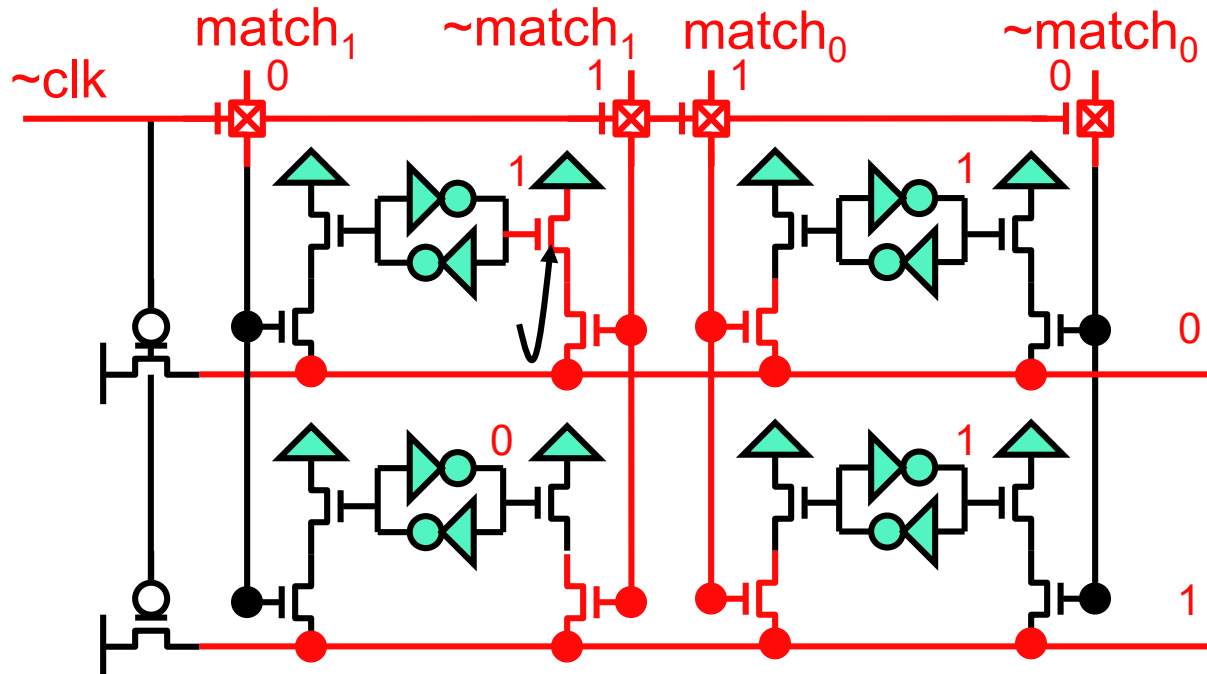 match₁ ~match₁ match₀ ~match₀
~clk 0 1 1 0
1 1
0
0 1
1